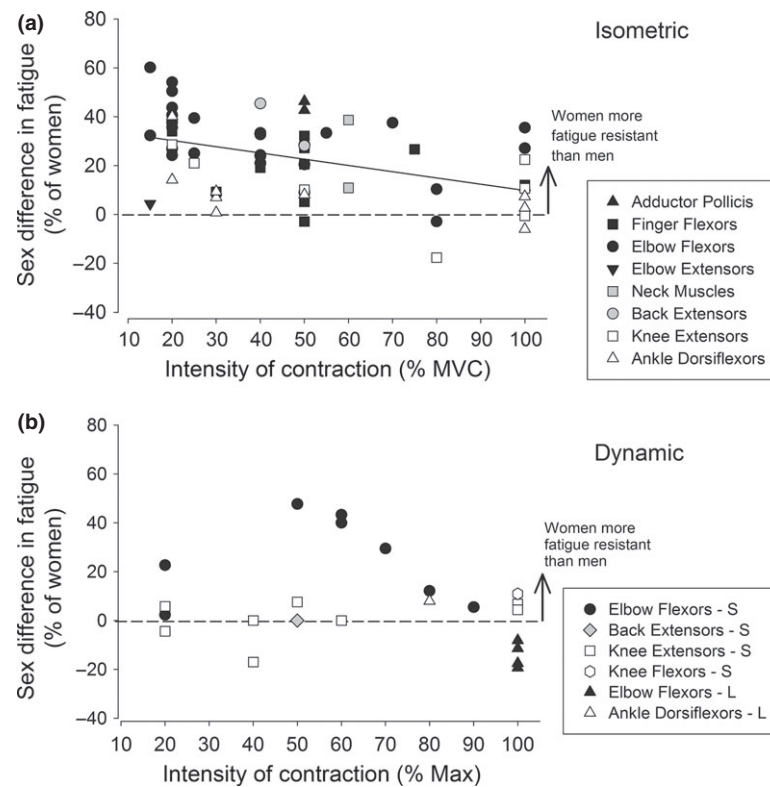 (a)
Isometric
Sex difference in fatigue
(% of women)
80
60
40
20
0
−20
−40
10 20 30 40 50 60 70 80 90 100
Intensity of contraction (% MVC)
Women more
fatigue resistant
than men
Adductor Pollicis
Finger Flexors
Elbow Flexors
Elbow Extensors
Neck Muscles
Back Extensors
Knee Extensors
Ankle Dorsiflexors
(b)
Dynamic
Sex difference in fatigue
(% of women)
80
60
40
20
0
−20
−40
10 20 30 40 50 60 70 80 90 100
Intensity of contraction (% Max)
Women more
fatigue resistant
than men
Elbow Flexors - S
Back Extensors - S
Knee Extensors - S
Knee Flexors - S
Elbow Flexors - L
Ankle Dorsiflexors - L